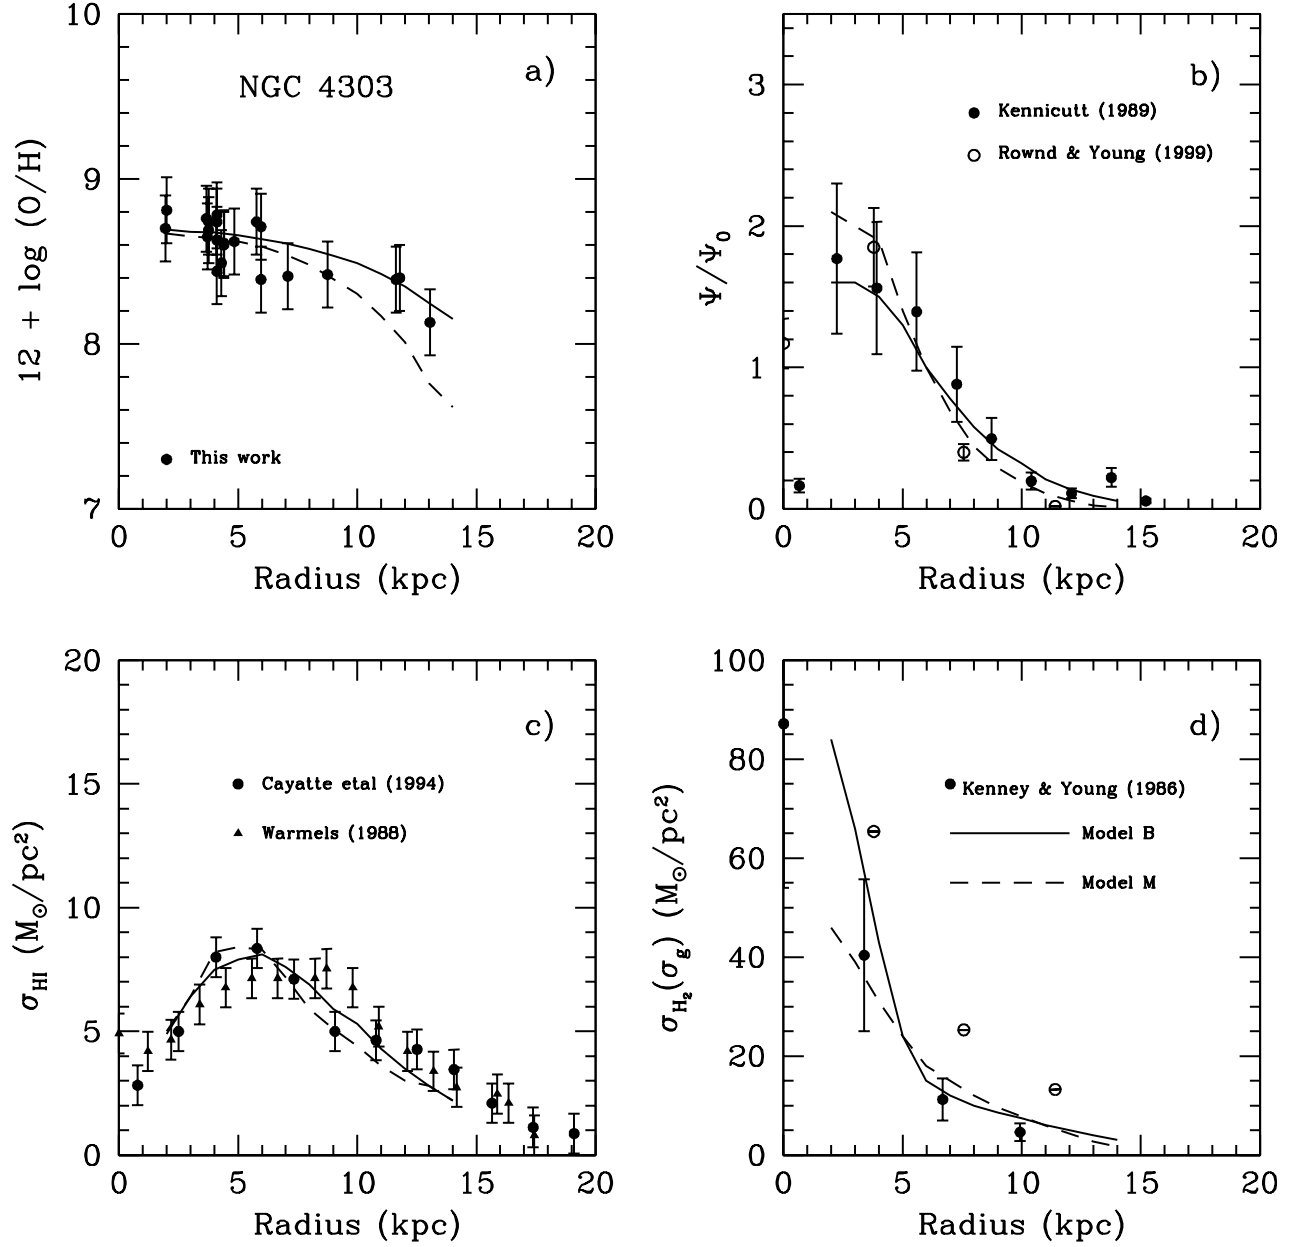 10
9
8
7
12 + log (O/H)
NGC 4303
a)
This work
0 5 10 15 20
Radius (kpc)
3
2
1
0
Ψ/Ψ0
b)
Kennicutt (1989)
Rownd & Young (1999)
0 5 10 15 20
Radius (kpc)
20
15
10
5
0
σHI (M⊙/pc²)
c)
Cayatte etal (1994)
Warmels (1988)
0 5 10 15 20
Radius (kpc)
100
80
60
40
20
0
σH₂(σg) (M⊙/pc²)
d)
Kenney & Young (1986)
Model B
Model M
0 5 10 15 20
Radius (kpc)